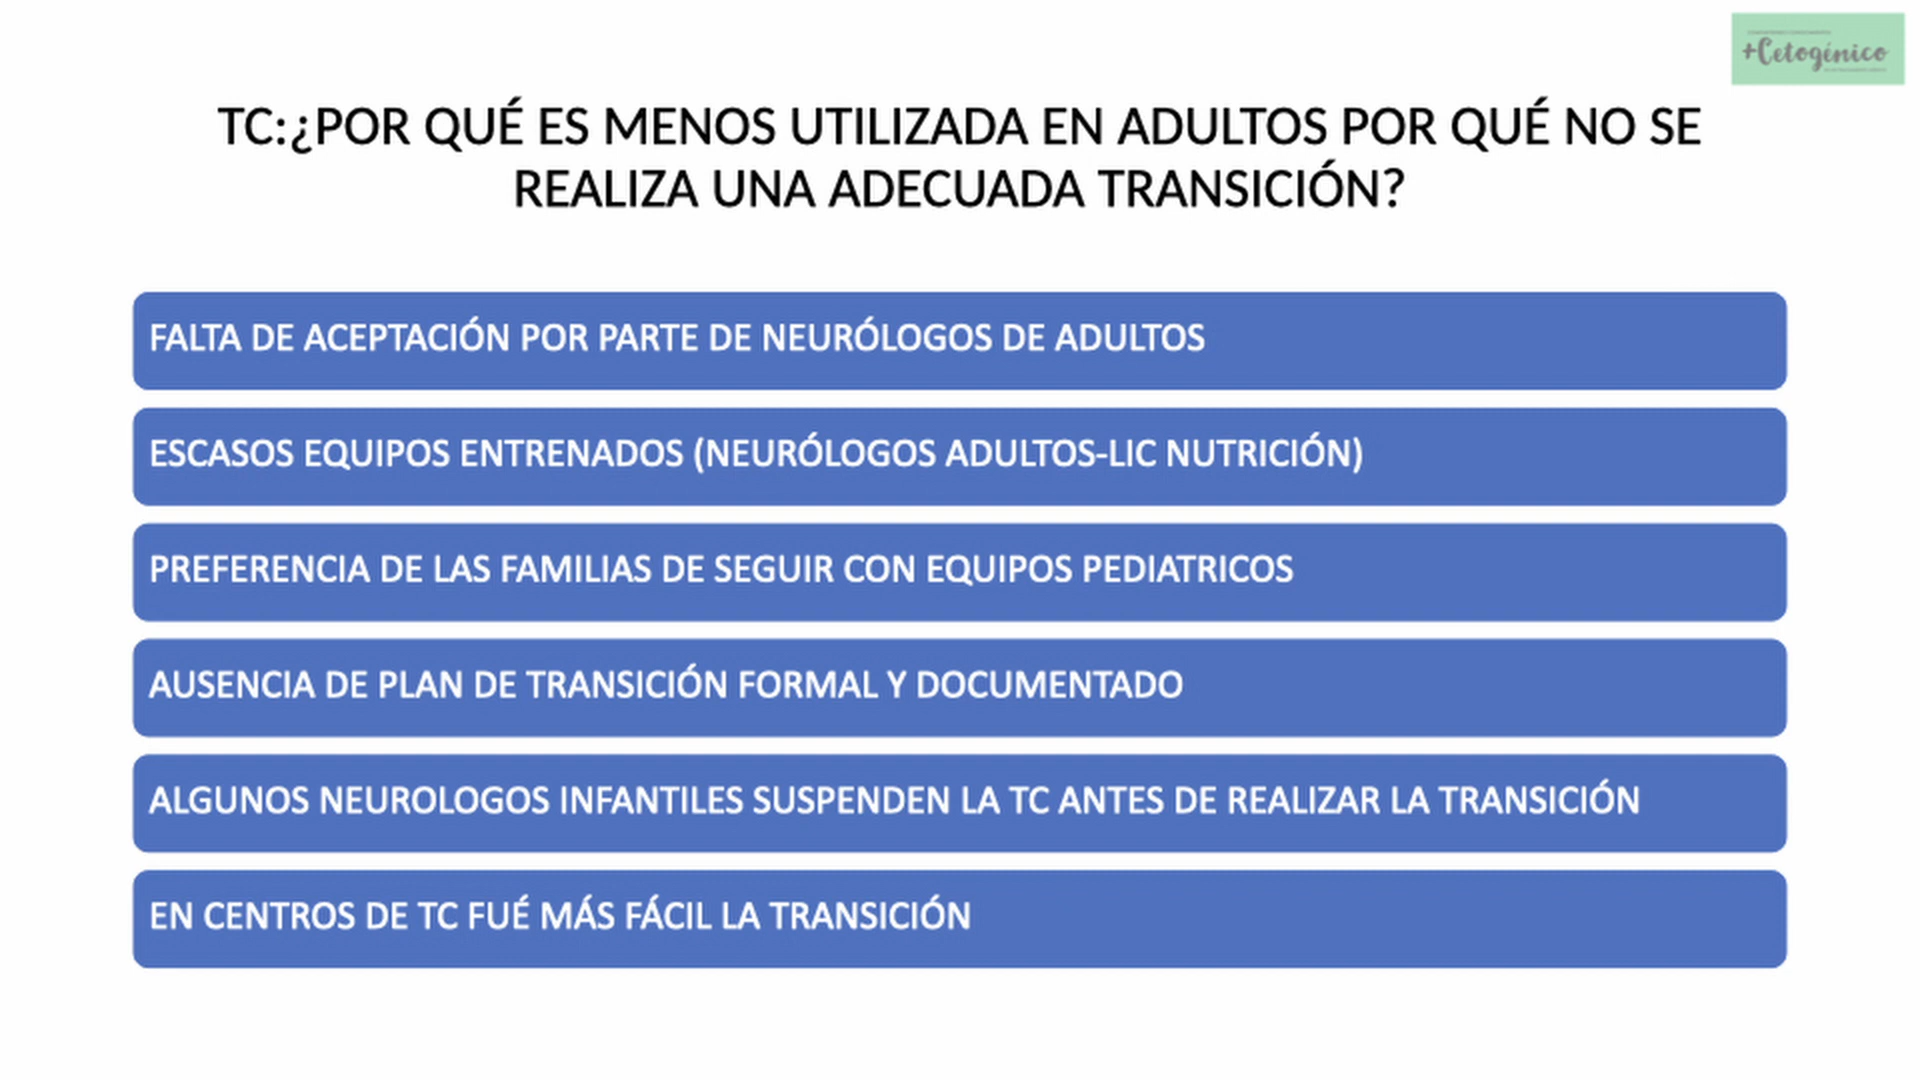 +Cetogénico
TC:¿POR QUÉ ES MENOS UTILIZADA EN ADULTOS POR QUÉ NO SE
REALIZA UNA ADECUADA TRANSICIÓN?
FALTA DE ACEPTACIÓN POR PARTE DE NEURÓLOGOS DE ADULTOS
ESCASOS EQUIPOS ENTRENADOS (NEURÓLOGOS ADULTOS-LIC NUTRICIÓN)
PREFERENCIA DE LAS FAMILIAS DE SEGUIR CON EQUIPOS PEDIATRICOS
AUSENCIA DE PLAN DE TRANSICIÓN FORMAL Y DOCUMENTADO
ALGUNOS NEUROLOGOS INFANTILES SUSPENDEN LA TC ANTES DE REALIZAR LA TRANSICIÓN
EN CENTROS DE TC FUÉ MÁS FÁCIL LA TRANSICIÓN